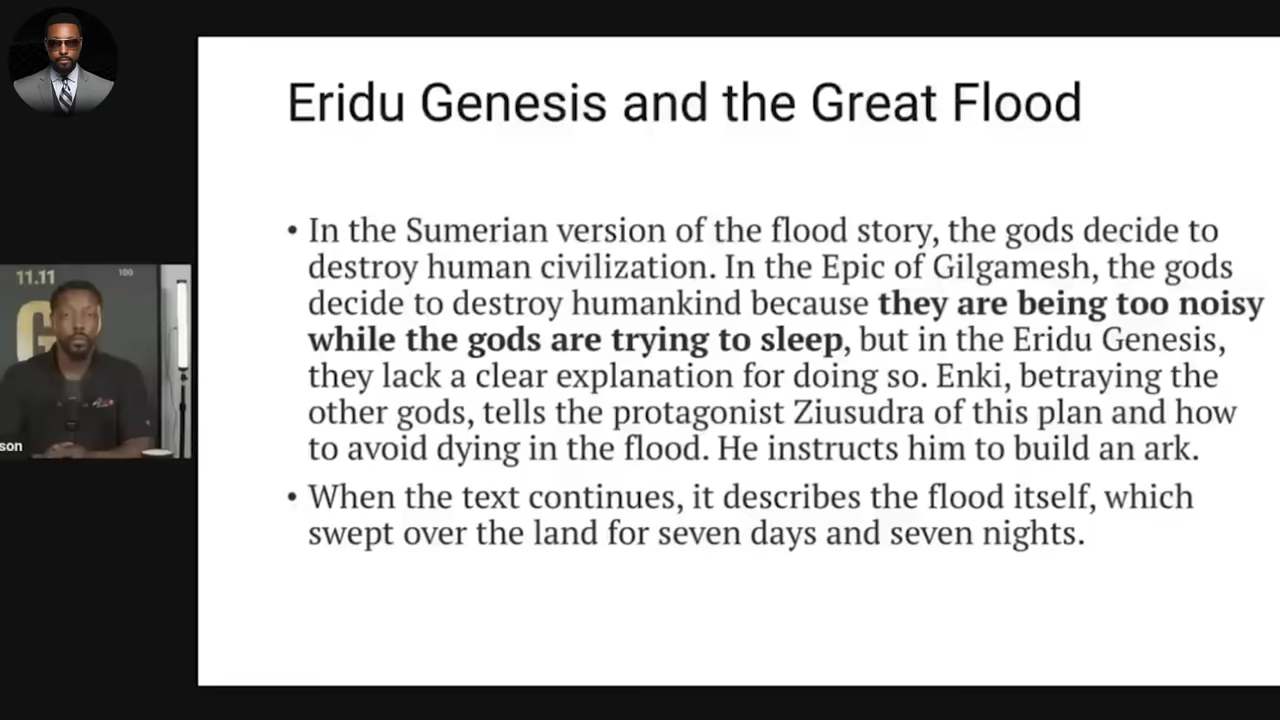 Eridu Genesis and the Great Flood
• In the Sumerian version of the flood story, the gods decide to
destroy human civilization. In the Epic of Gilgamesh, the gods
decide to destroy humankind because they are being too noisy
while the gods are trying to sleep, but in the Eridu Genesis,
they lack a clear explanation for doing so. Enki, betraying the
other gods, tells the protagonist Ziusudra of this plan and how
to avoid dying in the flood. He instructs him to build an ark.
• When the text continues, it describes the flood itself, which
swept over the land for seven days and seven nights.
11.11
100
G
son